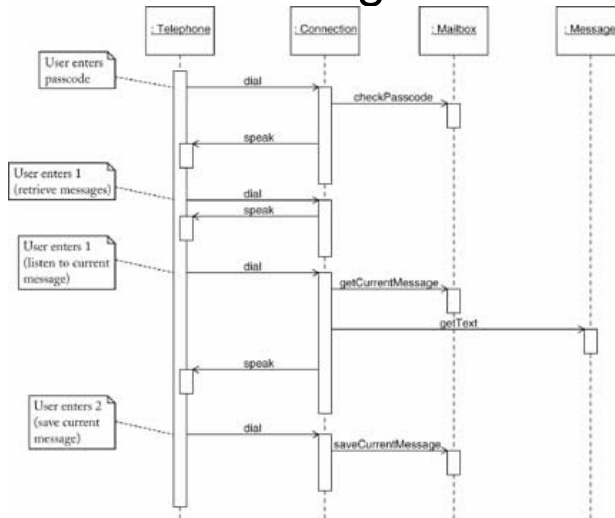 : Telephone
: Connection
: Mailbox
: Message
User enters
passcode
dial
checkPasscode
speak
User enters 1
(retrieve messages)
dial
speak
User enters 1
(listen to current
message)
dial
getCurrentMessage
getText
speak
User enters 2
(save current
message)
dial
saveCurrentMessage